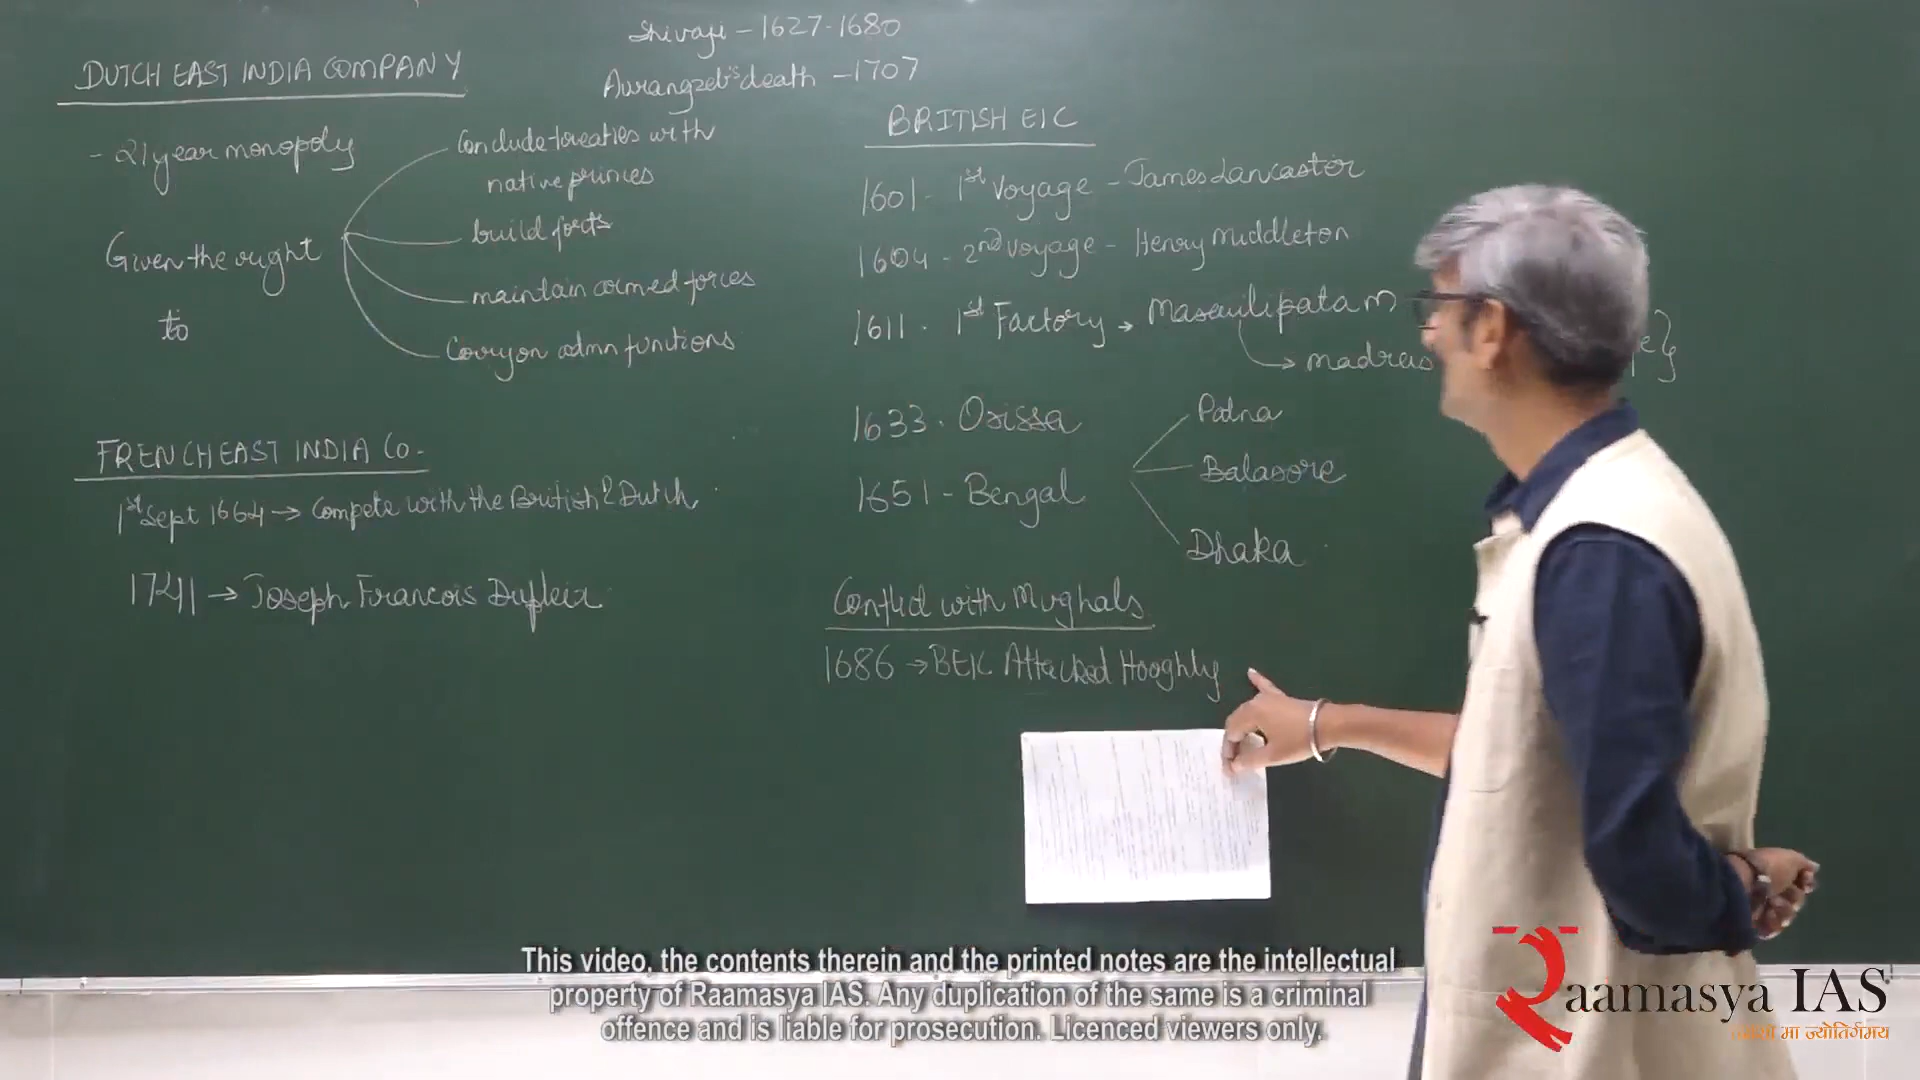 Shivaji – 1627-1680
Aurangzeb's death – 1707
DUTCH EAST INDIA COMPANY
- 21 year monopoly
Given the right
to
Conclude treaties with
native princes
build forts
maintain armed forces
Carry on admn functions
FRENCH EAST INDIA Co.
1st Sept 1664 → Compete with the British & Dutch
1741 → Joseph Francois Dupleix
BRITISH EIC
1601 - 1st Voyage - James Lancaster
1604 - 2nd voyage - Henry Middleton
1611 - 1st Factory → Masaulipatam
→ madras
1633 - Orissa
1651 - Bengal
Patna
Balasore
Dhaka
Conflict with Mughals
1686 → BEIC Attacked Hooghly
This video, the contents therein and the printed notes are the intellectual
property of Raamasya IAS. Any duplication of the same is a criminal
offence and is liable for prosecution. Licenced viewers only.
Raamasya IAS
मा ज्योतिर्गमय